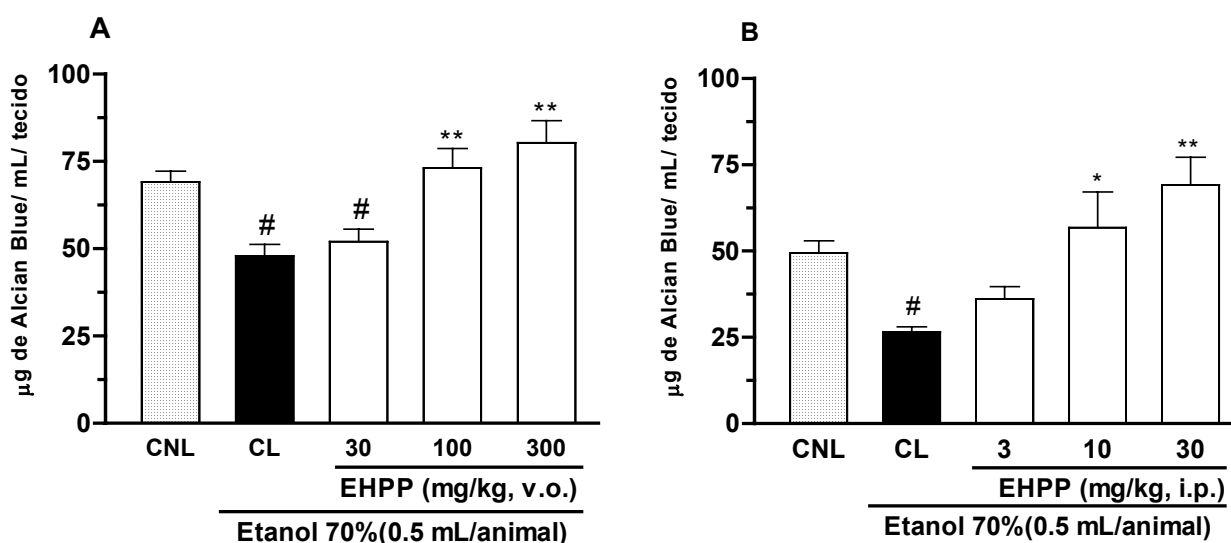 A
µg de Alcian Blue/ mL/ tecido
100
75
50
25
0
#
#
**
**
CNL CL 30 100 300
EHPP (mg/kg, v.o.)
Etanol 70%(0.5 mL/animal)
B
µg de Alcian Blue/ mL/ tecido
100
75
50
25
0
#
*
**
CNL CL 3 10 30
EHPP (mg/kg, i.p.)
Etanol 70%(0.5 mL/animal)